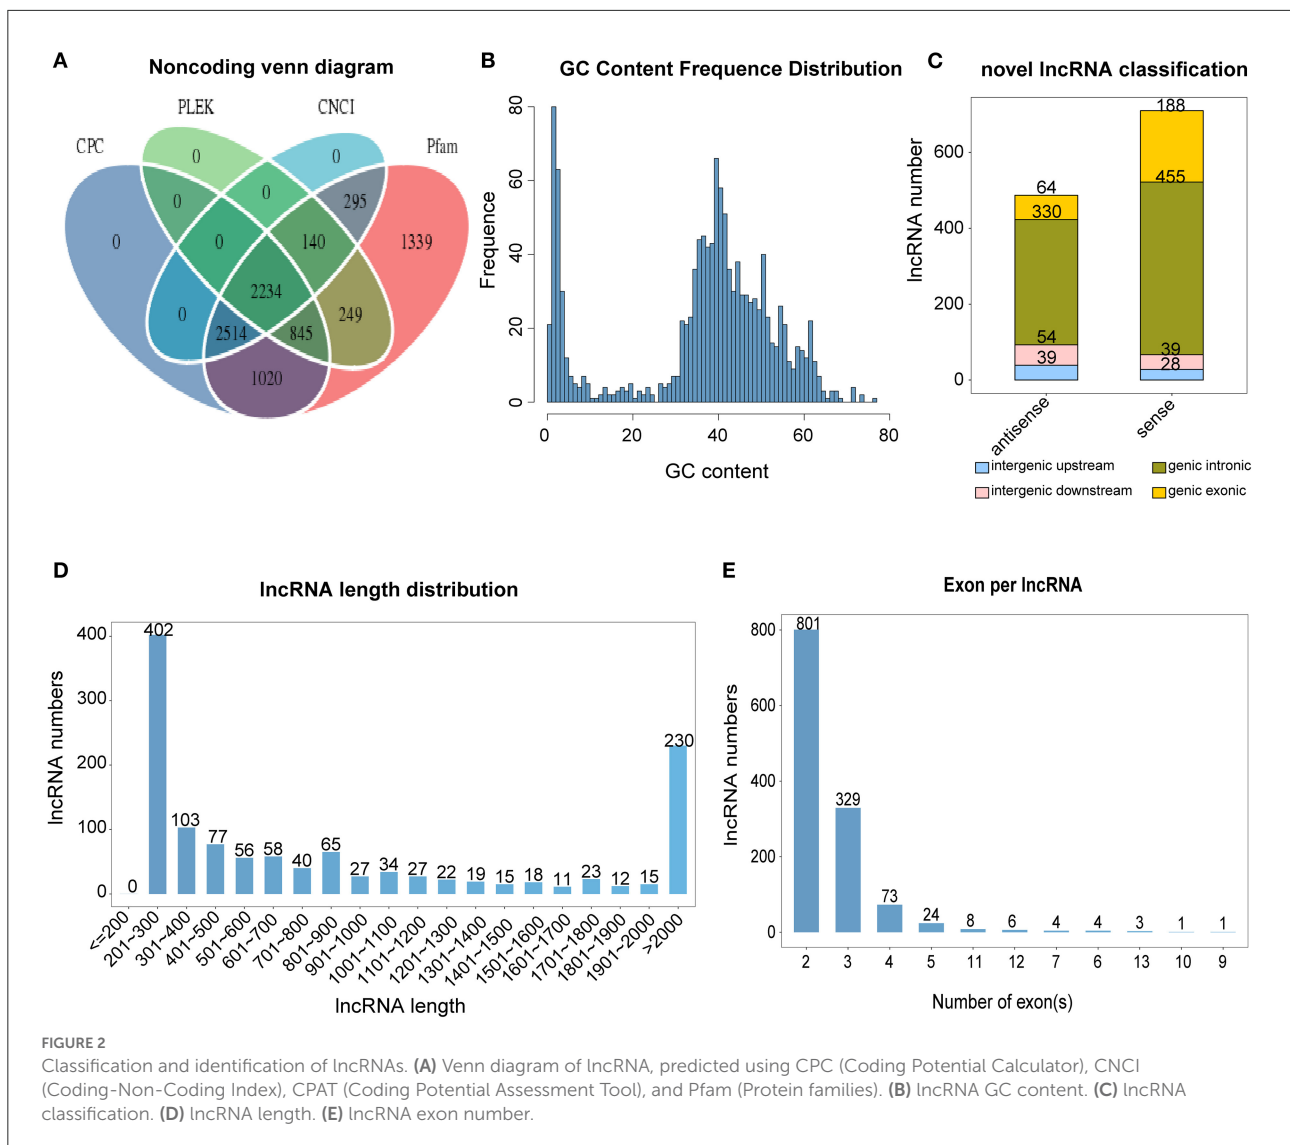 A
Noncoding venn diagram
PLEK
CNCI
CPC
Pfam
0
0
0
0
295
0
0
140
1339
2234
0
249
2514
845
1020
B
GC Content Frequence Distribution
Frequence
80
60
40
20
0
0 20 40 60 80
GC content
C
novel lncRNA classification
lncRNA number
600
400
200
0
64
330
54
39
188
455
39
28
antisense
sense
intergenic upstream
genic intronic
intergenic downstream
genic exonic
D
lncRNA length distribution
lncRNA numbers
400
300
200
100
0
0 402 103 77 56 58 40 65 27 34 27 22 19 15 18 11 23 12 15 230
<=200
201~300
301~400
401~500
501~600
601~700
701~800
801~900
901~1000
1001~1100
1101~1200
1201~1300
1301~1400
1401~1500
1501~1600
1601~1700
1701~1800
1801~1900
1901~2000
>2000
lncRNA length
E
Exon per lncRNA
lncRNA numbers
800
600
400
200
0
801 329 73 24 8 6 4 4 3 1 1
2 3 4 5 11 12 7 6 13 10 9
Number of exon(s)
FIGURE 2
Classification and identification of lncRNAs. (A) Venn diagram of lncRNA, predicted using CPC (Coding Potential Calculator), CNCI
(Coding-Non-Coding Index), CPAT (Coding Potential Assessment Tool), and Pfam (Protein families). (B) lncRNA GC content. (C) lncRNA
classification. (D) lncRNA length. (E) lncRNA exon number.